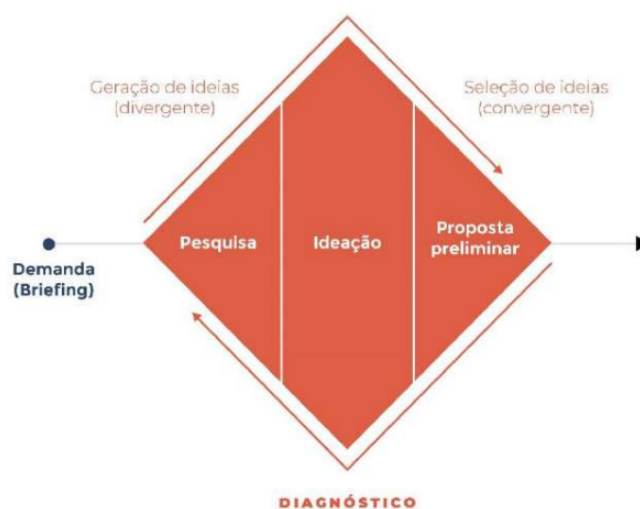 Geração de ideias
(divergente)
Seleção de ideias
(convergente)
Pesquisa
Ideação
Proposta
preliminar
Demanda
(Briefing)
DIAGNÓSTICO